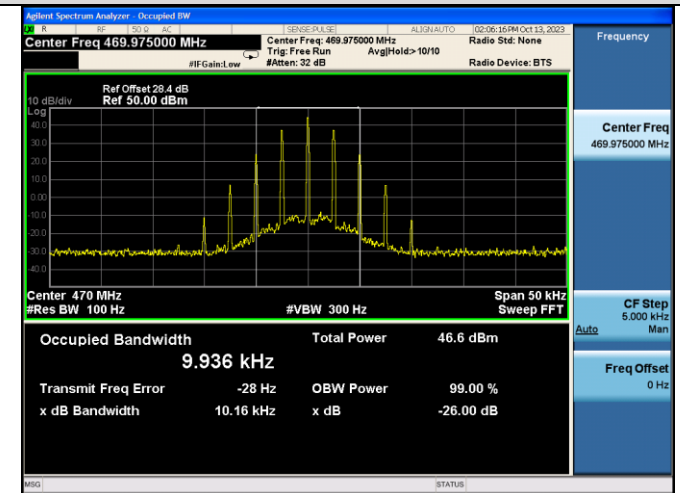 Agilent Spectrum Analyzer - Occupied BW
R RF 50 Ω AC SENSE:PULSE ALIGNAUTO 02:06:16PM Oct 13, 2023
Center Freq 469.975000 MHz
Center Freq: 469.975000 MHz
Radio Std: None
Trig: Free Run Avg|Hold:> 10/10
#IFGain:Low
#Atten: 32 dB
Radio Device: BTS
Frequency
Ref Offset 28.4 dB
10 dB/div Ref 50.00 dBm
Log
40.0
30.0
20.0
10.0
0.00
-10.0
-20.0
-30.0
-40.0
Center Freq
469.975000 MHz
Center 470 MHz
Span 50 kHz
#Res BW 100 Hz
#VBW 300 Hz
Sweep FFT
CF Step
5.000 kHz
Auto Man
Occupied Bandwidth
Total Power 46.6 dBm
9.936 kHz
Freq Offset
0 Hz
Transmit Freq Error -28 Hz OBW Power 99.00 %
x dB Bandwidth 10.16 kHz x dB -26.00 dB
MSG STATUS